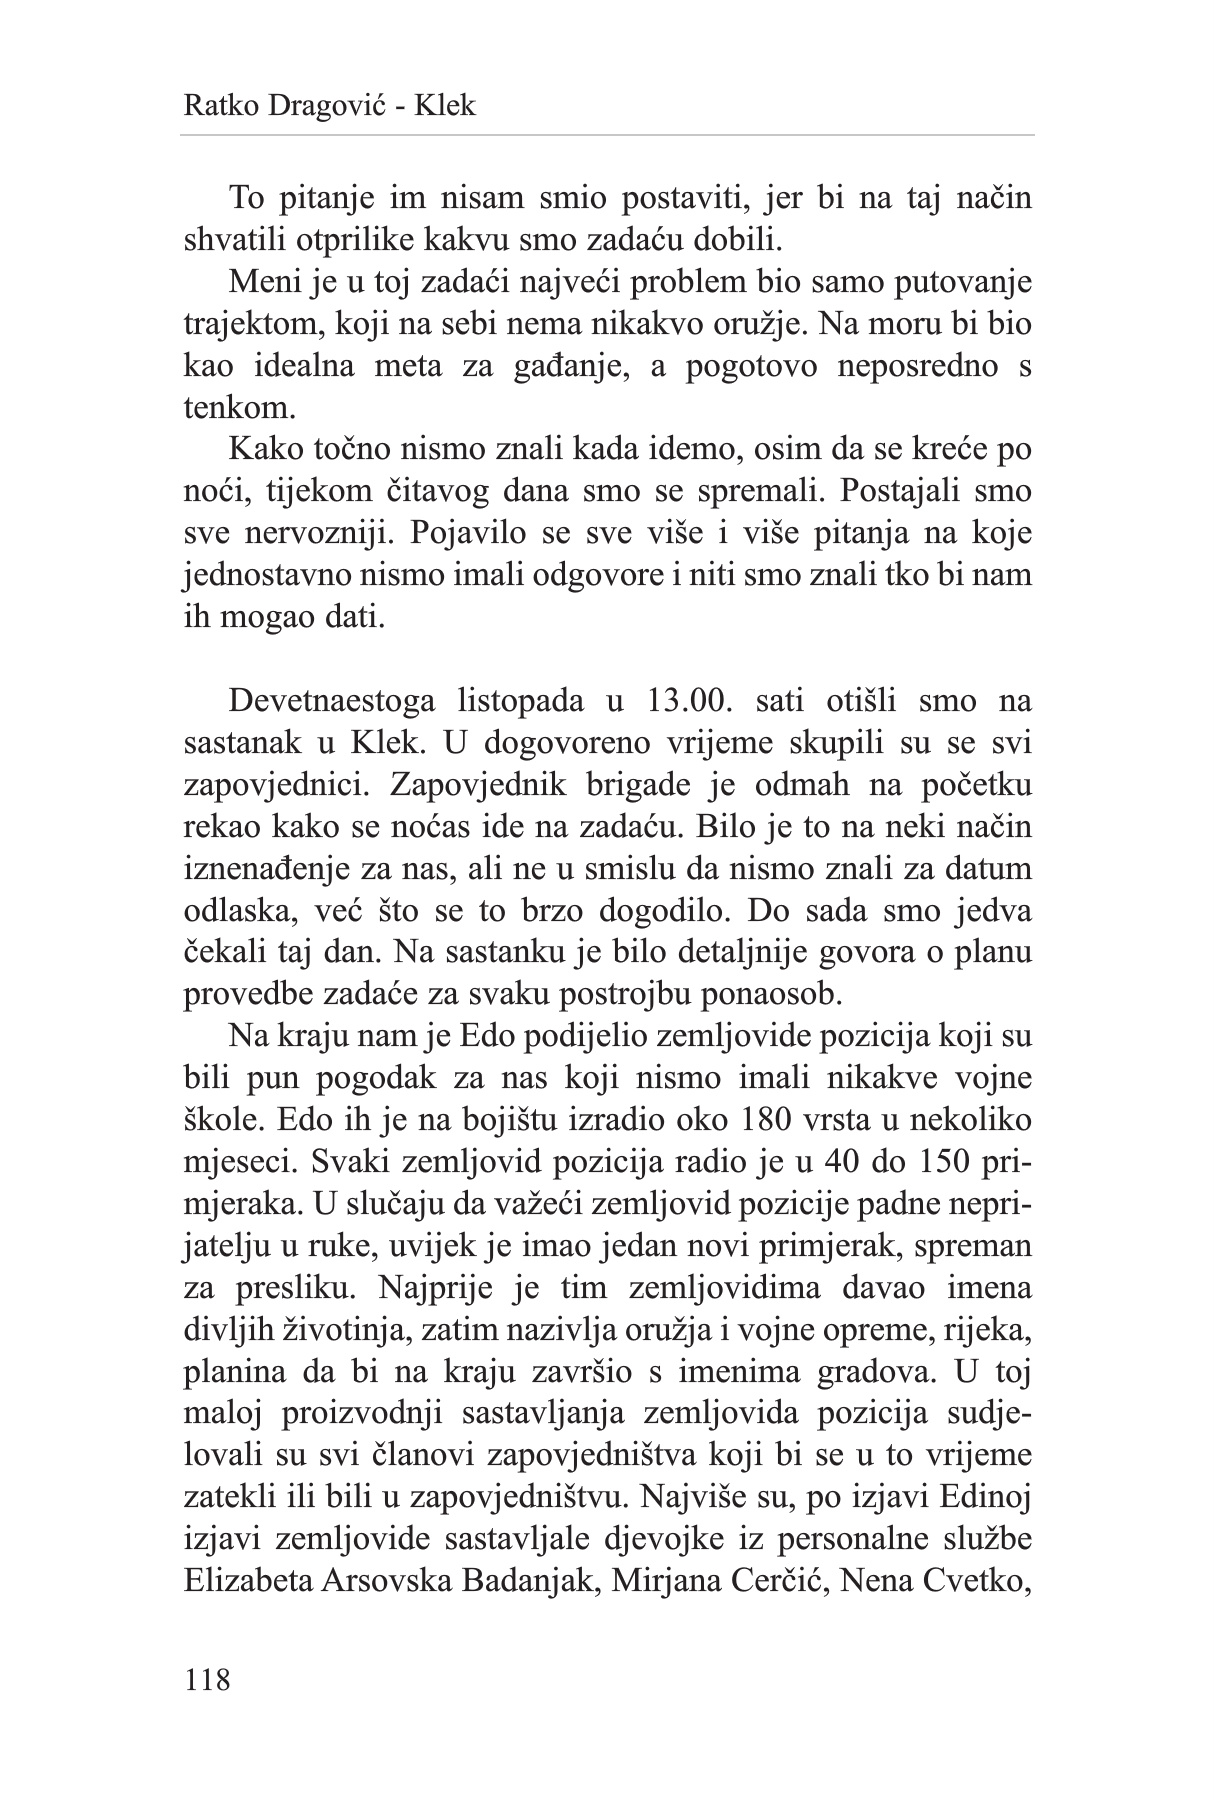 Ratko Dragović - Klek
To pitanje im nisam smio postaviti, jer bi na taj način
shvatili otprilike kakvu smo zadaću dobili.
Meni je u toj zadaći najveći problem bio samo putovanje
trajektom, koji na sebi nema nikakvo oružje. Na moru bi bio
kao idealna meta za gađanje, a pogotovo neposredno s
tenkom.
Kako točno nismo znali kada idemo, osim da se kreće po
noći, tijekom čitavog dana smo se spremali. Postajali smo
sve nervozniji. Pojavilo se sve više i više pitanja na koje
jednostavno nismo imali odgovore i niti smo znali tko bi nam
ih mogao dati.
Devetnaestoga listopada u 13.00. sati otišli smo na
sastanak u Klek. U dogovoreno vrijeme skupili su se svi
zapovjednici. Zapovjednik brigade je odmah na početku
rekao kako se noćas ide na zadaću. Bilo je to na neki način
iznenađenje za nas, ali ne u smislu da nismo znali za datum
odlaska, već što se to brzo dogodilo. Do sada smo jedva
čekali taj dan. Na sastanku je bilo detaljnije govora o planu
provedbe zadaće za svaku postrojbu ponaosob.
Na kraju nam je Edo podijelio zemljovide pozicija koji su
bili pun pogodak za nas koji nismo imali nikakve vojne
škole. Edo ih je na bojištu izradio oko 180 vrsta u nekoliko
mjeseci. Svaki zemljovid pozicija radio je u 40 do 150 pri-
mjeraka. U slučaju da važeći zemljovid pozicije padne nepri-
jatelju u ruke, uvijek je imao jedan novi primjerak, spreman
za presliku. Najprije je tim zemljovidima davao imena
divljih životinja, zatim nazivlja oružja i vojne opreme, rijeka,
planina da bi na kraju završio s imenima gradova. U toj
maloj proizvodnji sastavljanja zemljovida pozicija sudje-
lovali su svi članovi zapovjedništva koji bi se u to vrijeme
zatekli ili bili u zapovjedništvu. Najviše su, po izjavi Edinoj
izjavi zemljovide sastavljale djevojke iz personalne službe
Elizabeta Arsovska Badanjak, Mirjana Cerčić, Nena Cvetko,
118